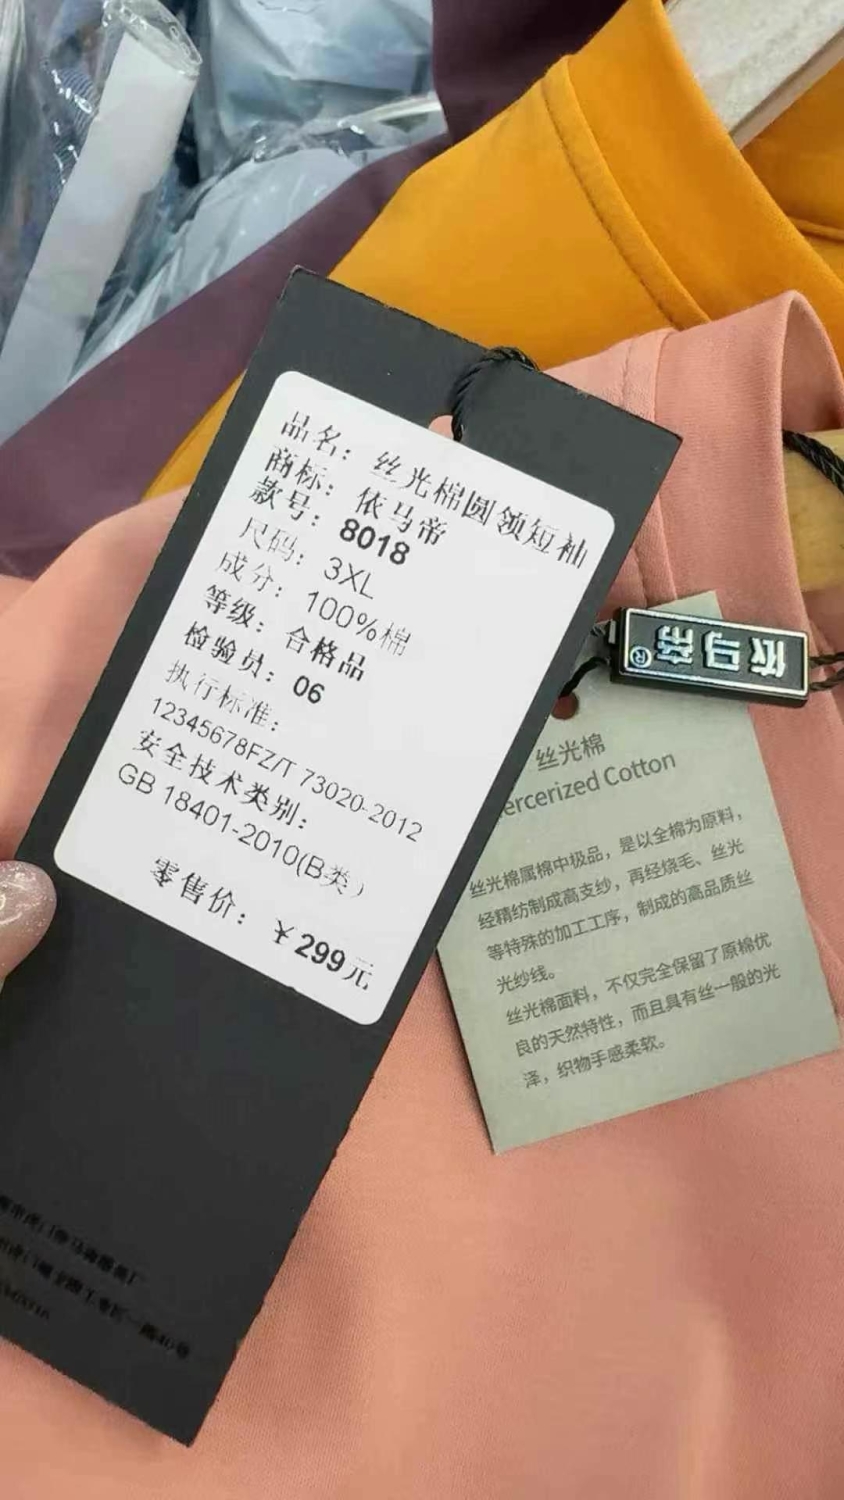 品名: 丝光棉圆领短袖
商标: 依马帝
款号: 8018
尺码: 3XL
成分: 100%棉
等级: 合格品
检验员: 06
执行标准:
12345678FZ/T 73020-2012
安全技术类别:
GB 18401-2010(B类)
零售价: ¥299元
依马帝®
丝光棉
ercerized Cotton
丝光棉属棉中极品，是以全棉为原料，
经精纺制成高支纱，再经烧毛、丝光
等特殊的加工工序，制成的高品质丝
光纱线。
丝光棉面料，不仅完全保留了原棉优
良的天然特性，而且具有丝一般的光
泽，织物手感柔软。